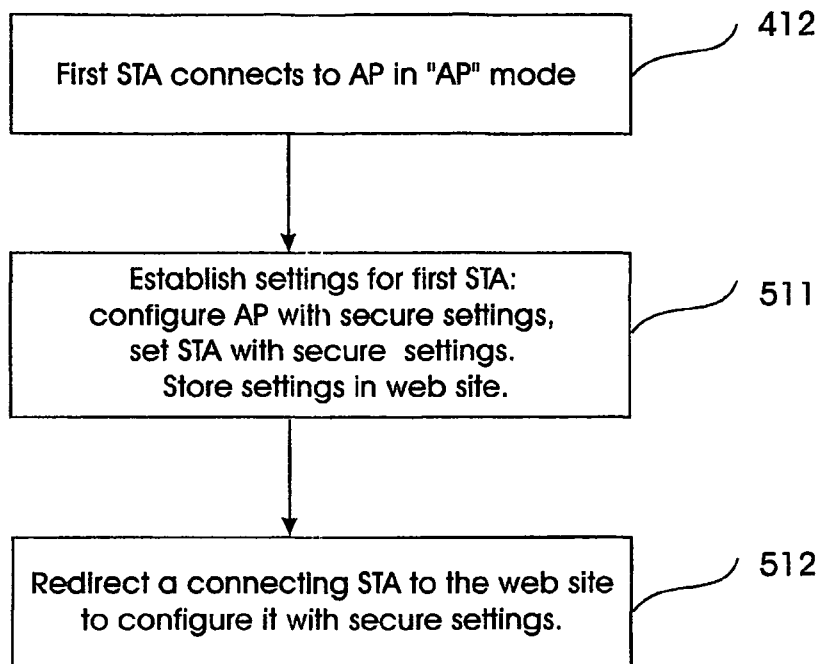 412
First STA connects to AP in "AP" mode
511
Establish settings for first STA:
configure AP with secure settings,
set STA with secure settings.
Store settings in web site.
512
Redirect a connecting STA to the web site
to configure it with secure settings.